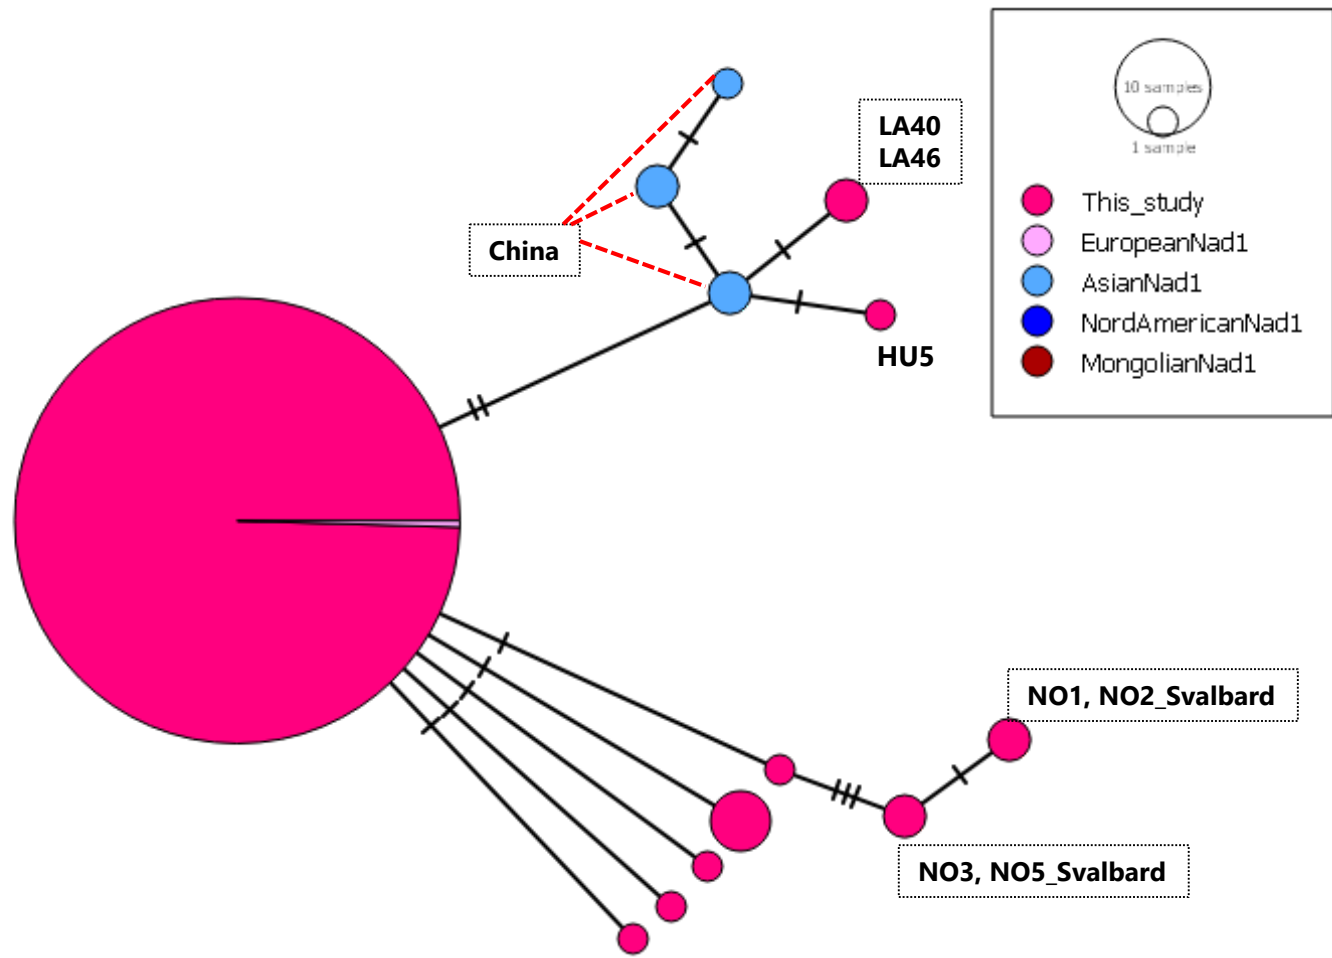 10 samples
1 sample
This_study
EuropeanNad1
AsianNad1
NordAmericanNad1
MongolianNad1
LA40
LA46
China
HU5
NO1, NO2_Svalbard
NO3, NO5_Svalbard